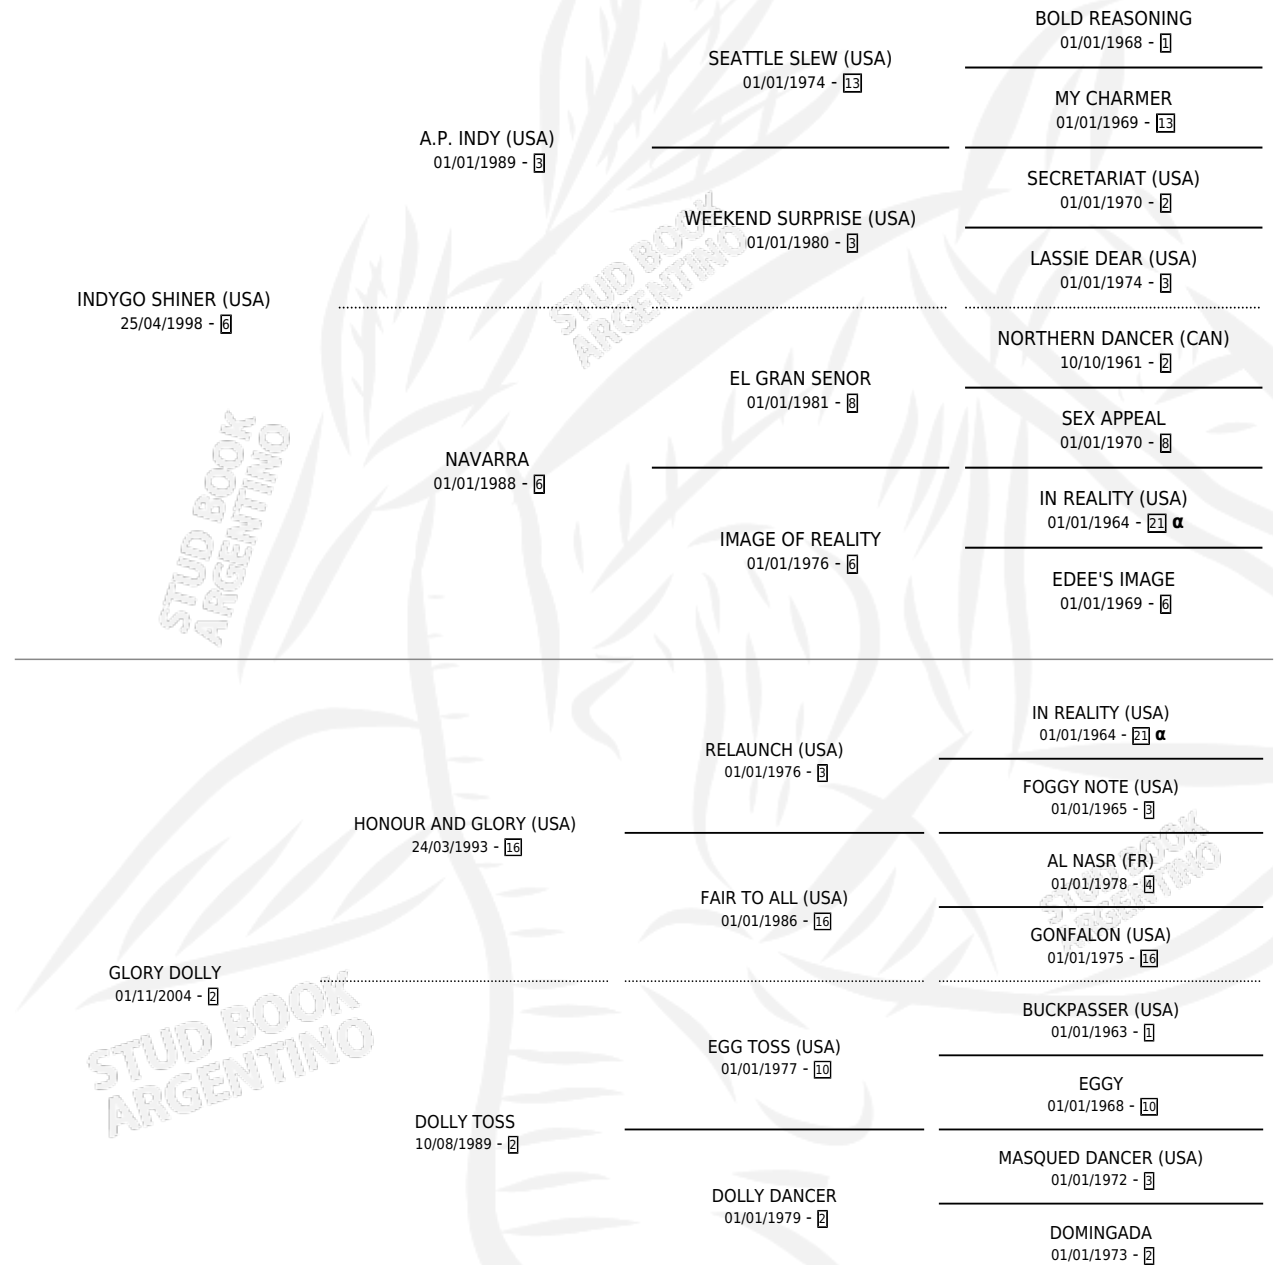 BOLD REASONING
01/01/1968 - 1
SEATTLE SLEW (USA)
01/01/1974 - 13
MY CHARMER
01/01/1969 - 13
A.P. INDY (USA)
01/01/1989 - 3
SECRETARIAT (USA)
01/01/1970 - 2
WEEKEND SURPRISE (USA)
01/01/1980 - 3
LASSIE DEAR (USA)
01/01/1974 - 3
INDYGO SHINER (USA)
25/04/1998 - 6
NORTHERN DANCER (CAN)
10/10/1961 - 2
EL GRAN SENOR
01/01/1981 - 8
SEX APPEAL
01/01/1970 - 8
NAVARRA
01/01/1988 - 6
IN REALITY (USA)
01/01/1964 - 21 α
IMAGE OF REALITY
01/01/1976 - 6
EDEE'S IMAGE
01/01/1969 - 6
STUD BOOK
ARGENTINO
STUD BOOK
ARGENTINO
IN REALITY (USA)
01/01/1964 - 21 α
RELAUNCH (USA)
01/01/1976 - 3
FOGGY NOTE (USA)
01/01/1965 - 3
HONOUR AND GLORY (USA)
24/03/1993 - 16
AL NASR (FR)
01/01/1978 - 4
FAIR TO ALL (USA)
01/01/1986 - 16
GONFALON (USA)
01/01/1975 - 16
GLORY DOLLY
01/11/2004 - 2
BUCKPASSER (USA)
01/01/1963 - 1
EGG TOSS (USA)
01/01/1977 - 10
EGGY
01/01/1968 - 10
DOLLY TOSS
10/08/1989 - 2
MASQUED DANCER (USA)
01/01/1972 - 3
DOLLY DANCER
01/01/1979 - 2
DOMINGADA
01/01/1973 - 2
STUD BOOK
ARGENTINO
STUD BOOK
ARGENTINO